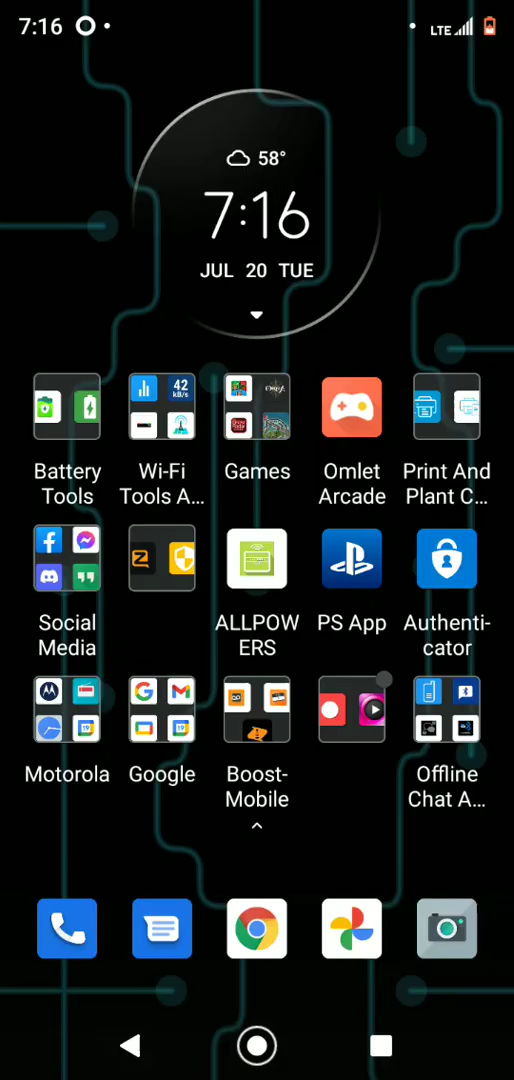 7:16
LTE
58°
7:16
JUL 20 TUE
42
kB/s
Battery
Tools
Wi-Fi
Tools A...
Games
Omlet
Arcade
Print And
Plant C...
Social
Media
ALLPOW
ERS
PS App
Authenti-
cator
Motorola
Google
Boost-
Mobile
Offline
Chat A...